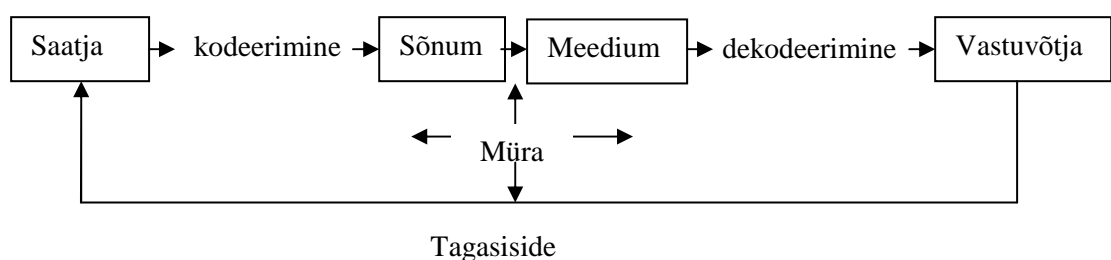 Saatja kodeerimine Sõnum Meedium dekodeerimine Vastuvõtja
Müra
Tagasiside